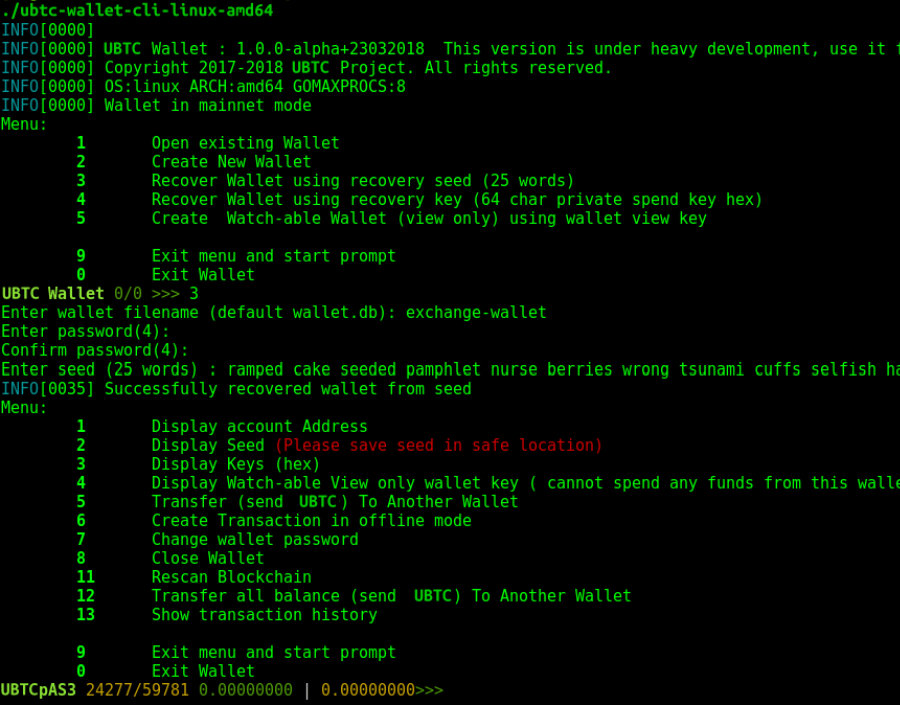 ./ubtc-wallet-cli-linux-amd64
INFO[0000]
INFO[0000] UBTC Wallet : 1.0.0-alpha+23032018  This version is under heavy development, use it
INFO[0000] Copyright 2017-2018 UBTC Project. All rights reserved.
INFO[0000] OS:linux ARCH:amd64 GOMAXPROCS:8
INFO[0000] Wallet in mainnet mode
Menu:
1 Open existing Wallet
2 Create New Wallet
3 Recover Wallet using recovery seed (25 words)
4 Recover Wallet using recovery key (64 char private spend key hex)
5 Create  Watch-able Wallet (view only) using wallet view key
9 Exit menu and start prompt
0 Exit Wallet
UBTC Wallet 0/0 >>> 3
Enter wallet filename (default wallet.db): exchange-wallet
Enter password(4):
Confirm password(4):
Enter seed (25 words) : ramped cake seeded pamphlet nurse berries wrong tsunami cuffs selfish
INFO[0035] Successfully recovered wallet from seed
Menu:
1 Display account Address
2 Display Seed (Please save seed in safe location)
3 Display Keys (hex)
4 Display Watch-able View only wallet key ( cannot spend any funds from this
5 Transfer (send  UBTC) To Another Wallet
6 Create Transaction in offline mode
7 Change wallet password
8 Close Wallet
11 Rescan Blockchain
12 Transfer all balance (send  UBTC) To Another Wallet
13 Show transaction history
9 Exit menu and start prompt
0 Exit Wallet
UBTCpAS3 24277/59781 0.00000000 | 0.00000000>>>